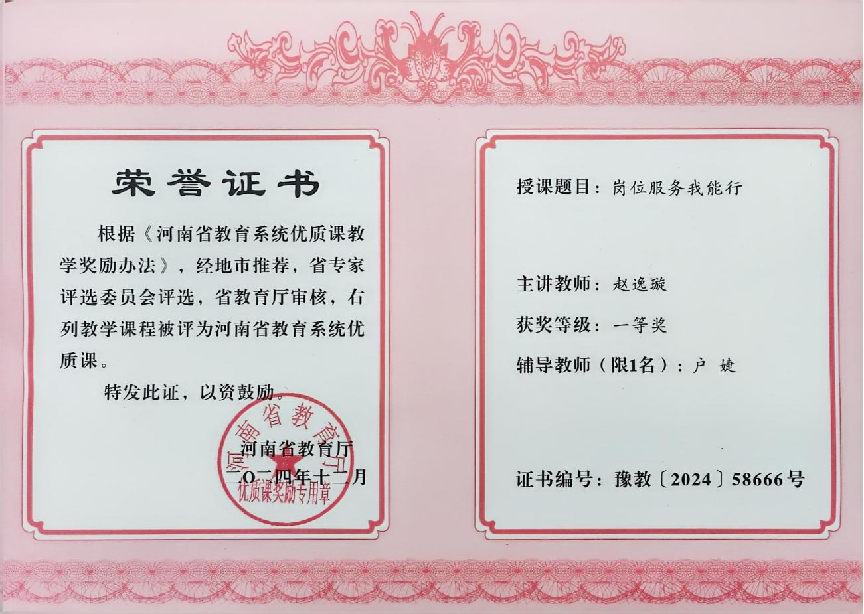 荣誉证书
根据《河南省教育系统优质课教
学奖励办法》，经地市推荐，省专家
评选委员会评选，省教育厅审核，右
列教学课程被评为河南省教育系统优
质课。
特发此证，以资鼓励。
河南省教育厅
二〇二四年十二月
河南省教育厅
优质课奖励专用章
授课题目：岗位服务我能行
主讲教师：赵逸璇
获奖等级：一等奖
辅导教师（限1名）：户 婕
证书编号：豫教〔2024〕58666号